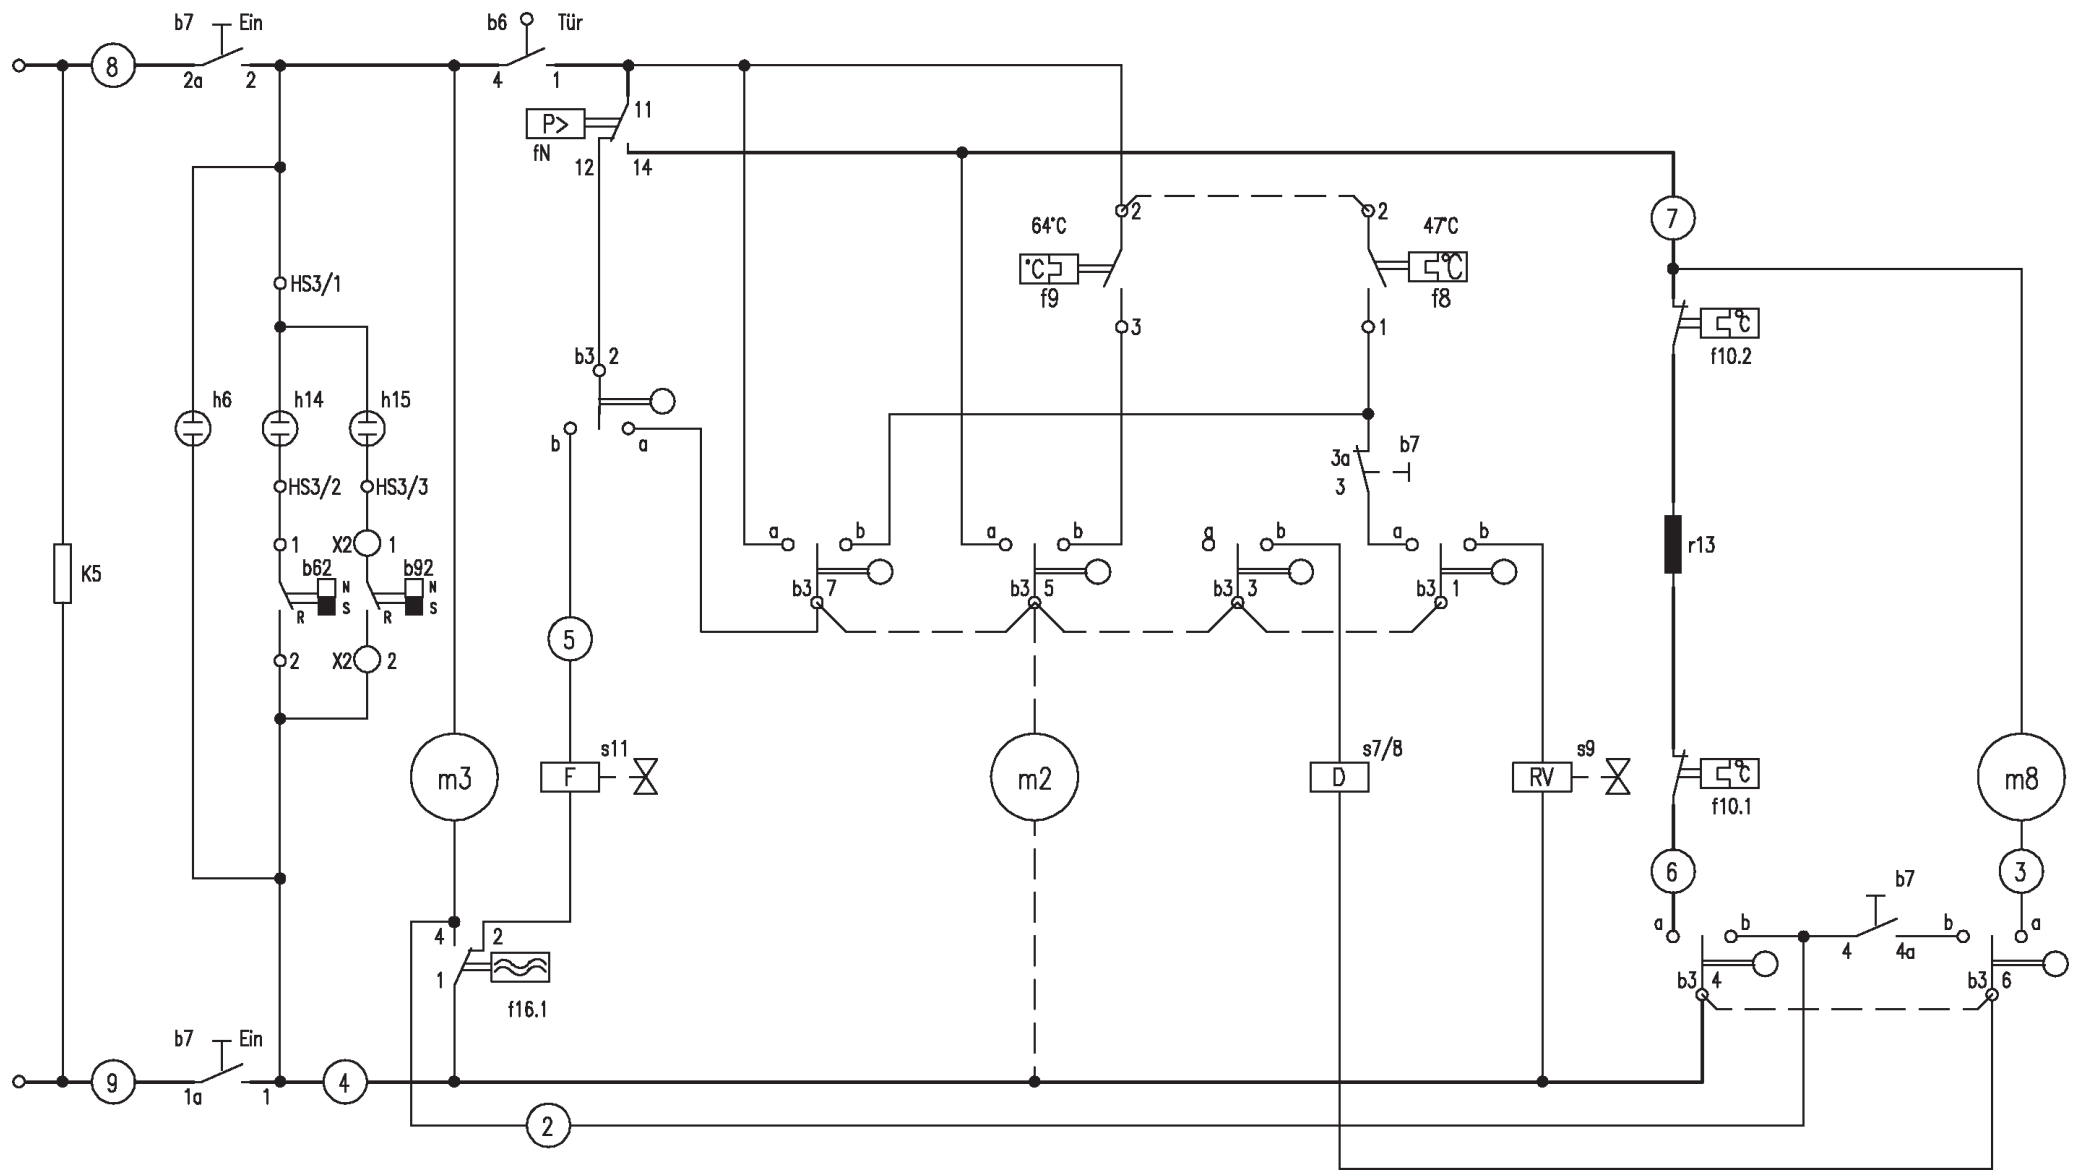 b7 Ein
b6 Tür
8
2a 2
4 1
11
P>
fN
12 14
2 2
7
64°C 47°C
°C °C
f9 f8
HS3/1
3 1
°C
f10.2
b3 2
h6 h14 h15
b a
b7
3a
3
HS3/2 HS3/3
a b a b a b a b
1 X2 1
K5
r13
b62 b92
N N
S S
R R
b3 7 b3 5 b3 3 b3 1
5
2 X2 2
s11 s7/8 s9
m3 F m2 D RV m8
°C
f10.1
6 3
b7
4 2
a b b a
4 4a
1
b3 4 b3 6
f16.1
b7 Ein
9 4
1a 1
2